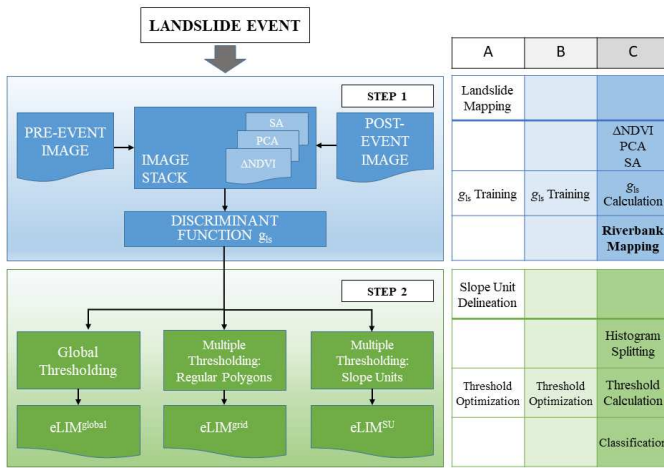 LANDSLIDE EVENT
STEP 1
PRE-EVENT
IMAGE
IMAGE
STACK
SA
PCA
ΔNDVI
POST-
EVENT
IMAGE
DISCRIMINANT
FUNCTION gls
STEP 2
Global
Thresholding
Multiple
Thresholding:
Regular Polygons
Multiple
Thresholding:
Slope Units
eLIMglobal
eLIMgrid
eLIMSU
A B C
Landslide
Mapping
ΔNDVI
PCA
SA
gls Training gls Training gls
Calculation
Riverbank
Mapping
Slope Unit
Delineation
Histogram
Splitting
Threshold Threshold Threshold
Optimization Optimization Calculation
Classification